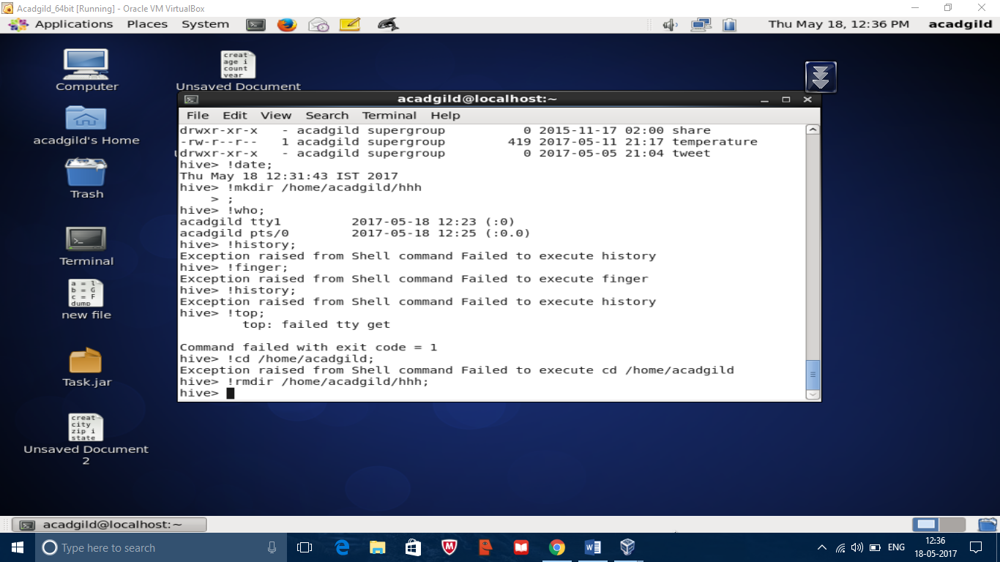 Acadgild_64bit [Running] - Oracle VM VirtualBox
Applications Places System
Thu May 18, 12:36 PM acadgild
Computer
creat
age i
count
year
Unsaved Document
acadgild's Home
Trash
Terminal
a = l
b = G
c = F
dump
new file
Task.jar
creat
city
zip i
state
Unsaved Document
2
acadgild@localhost:~
File Edit View Search Terminal Help
drwxr-xr-x   - acadgild supergroup          0 2015-11-17 02:00 share
-rw-r--r--   1 acadgild supergroup        419 2017-05-11 21:17 temperature
drwxr-xr-x   - acadgild supergroup          0 2017-05-05 21:04 tweet
hive> !date;
Thu May 18 12:31:43 IST 2017
hive> !mkdir /home/acadgild/hhh
    > ;
hive> !who;
acadgild tty1         2017-05-18 12:23 (:0)
acadgild pts/0        2017-05-18 12:25 (:0.0)
hive> !history;
Exception raised from Shell command Failed to execute history
hive> !finger;
Exception raised from Shell command Failed to execute finger
hive> !history;
Exception raised from Shell command Failed to execute history
hive> !top;
        top: failed tty get
Command failed with exit code = 1
hive> !cd /home/acadgild;
Exception raised from Shell command Failed to execute cd /home/acadgild
hive> !rmdir /home/acadgild/hhh;
hive>
acadgild@localhost:~
Type here to search
ENG
12:36
18-05-2017